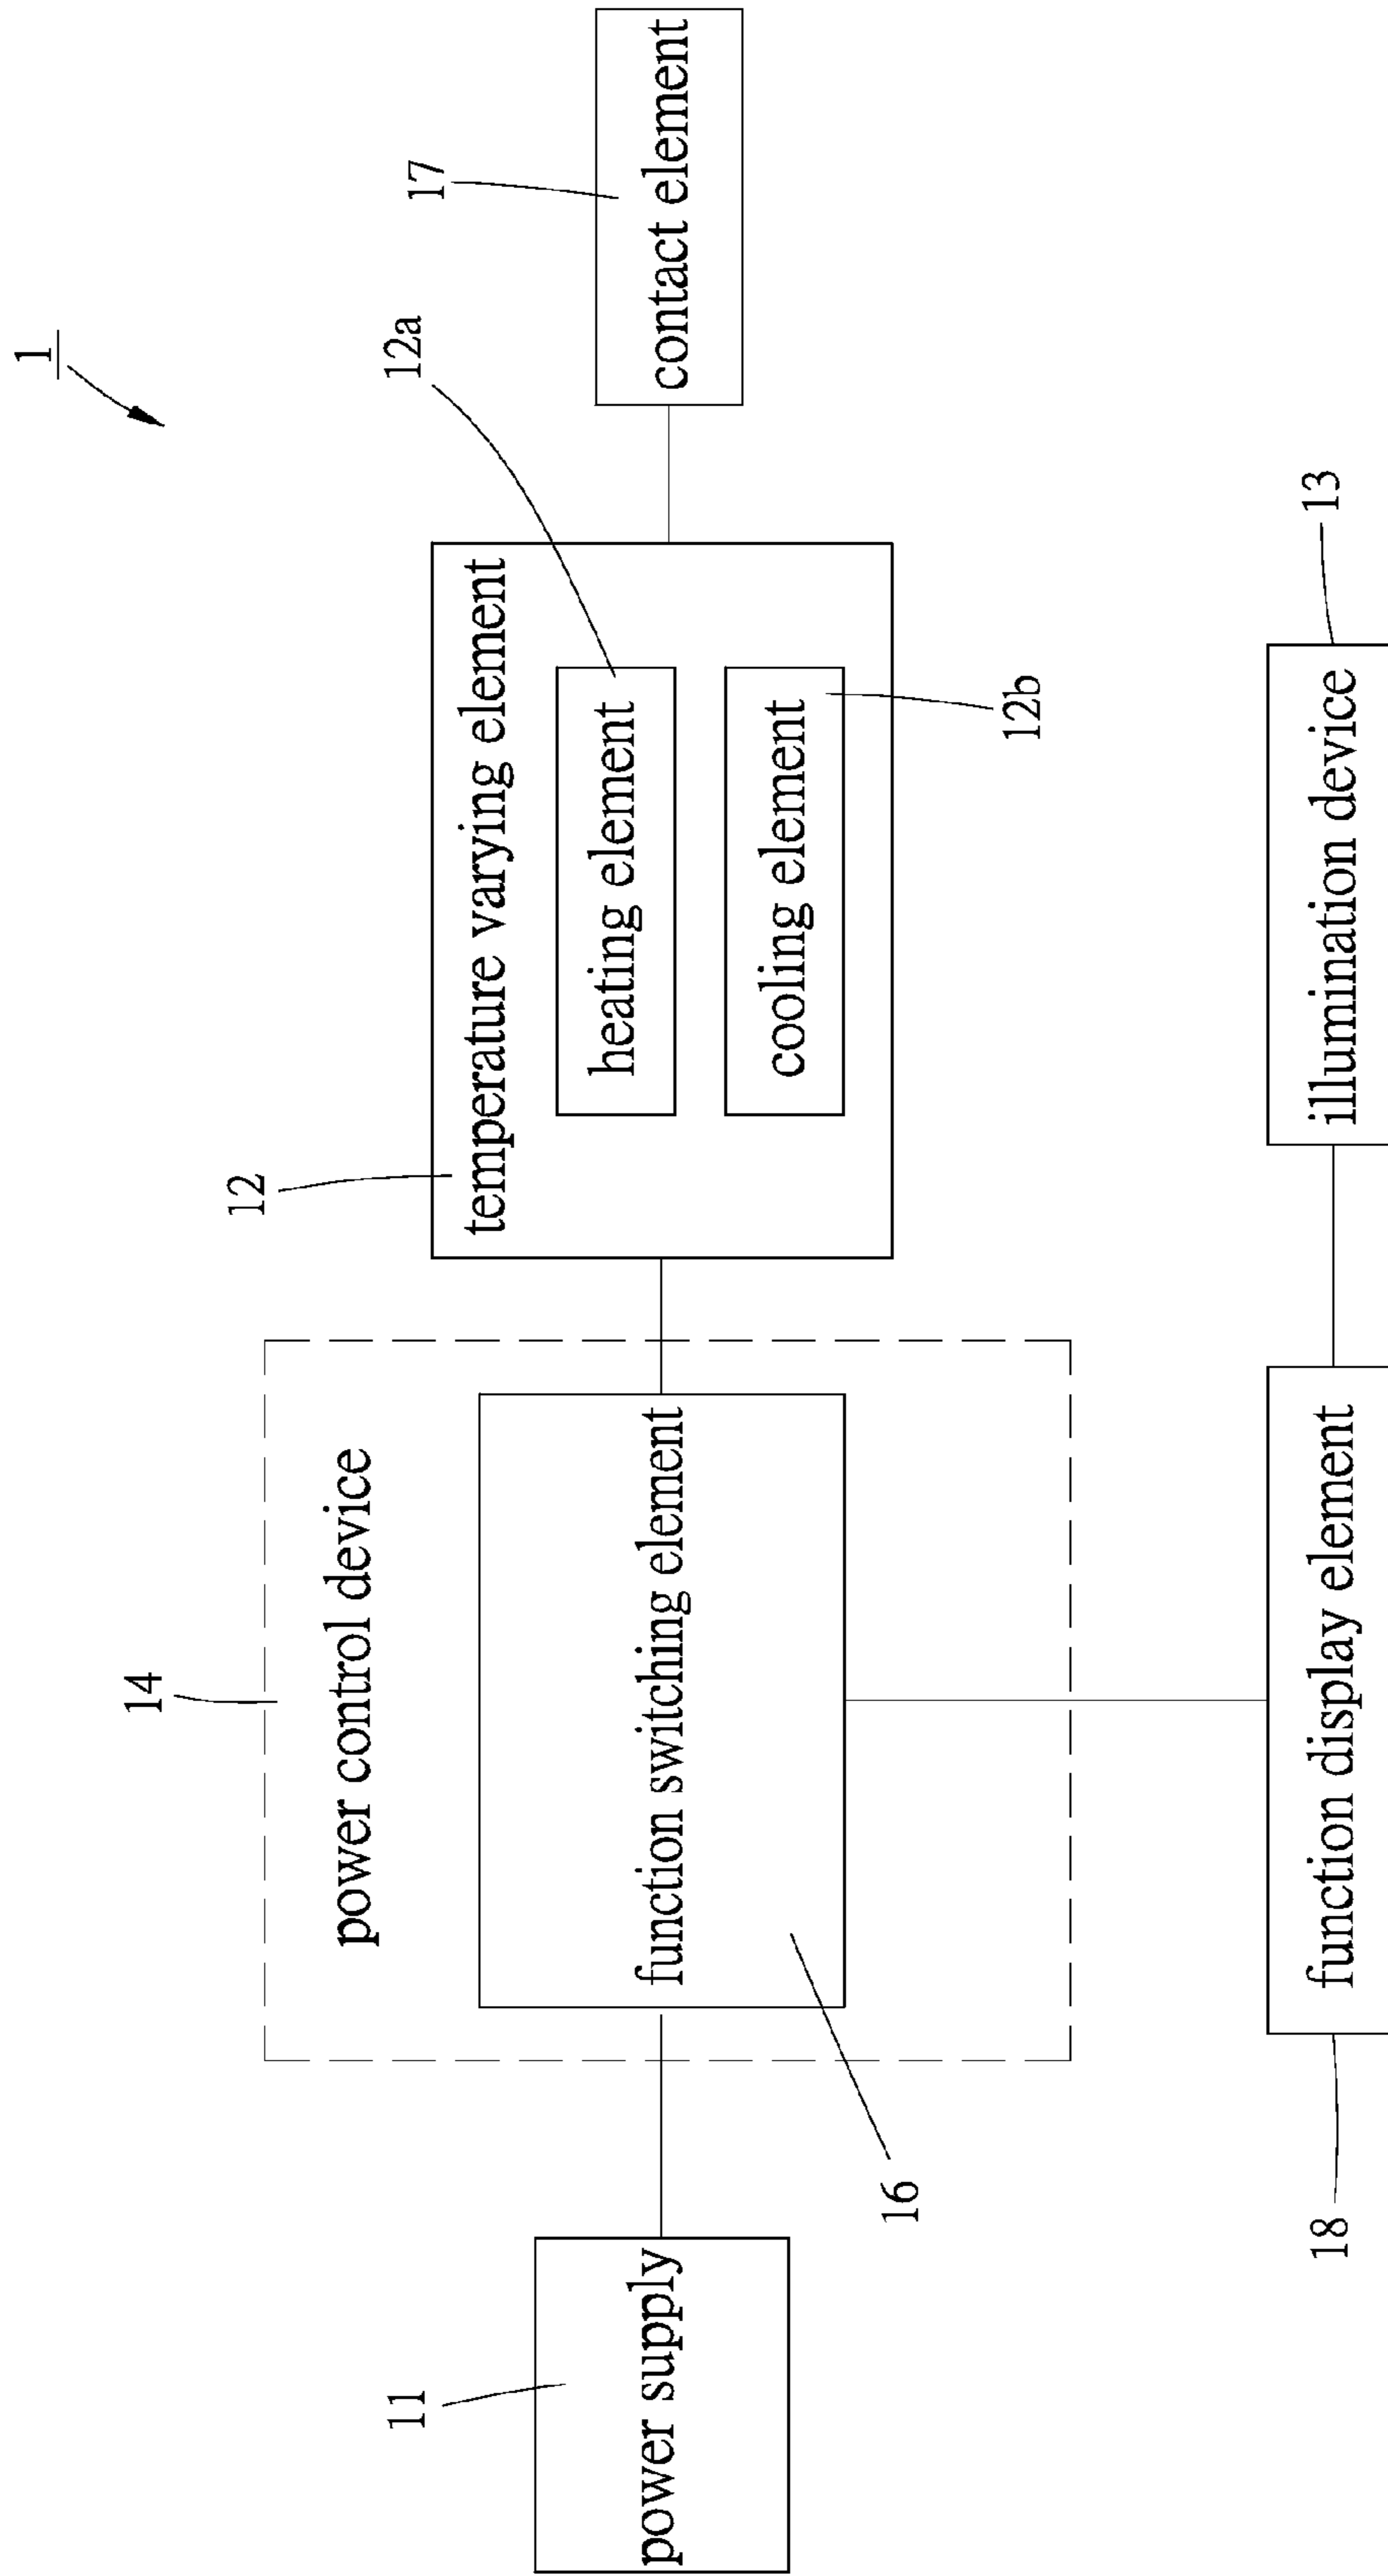 1
14
power control device
11
power supply
16
function switching element
12
temperature varying element
12a
heating element
cooling element
12b
17
contact element
18
function display element
illumination device
13